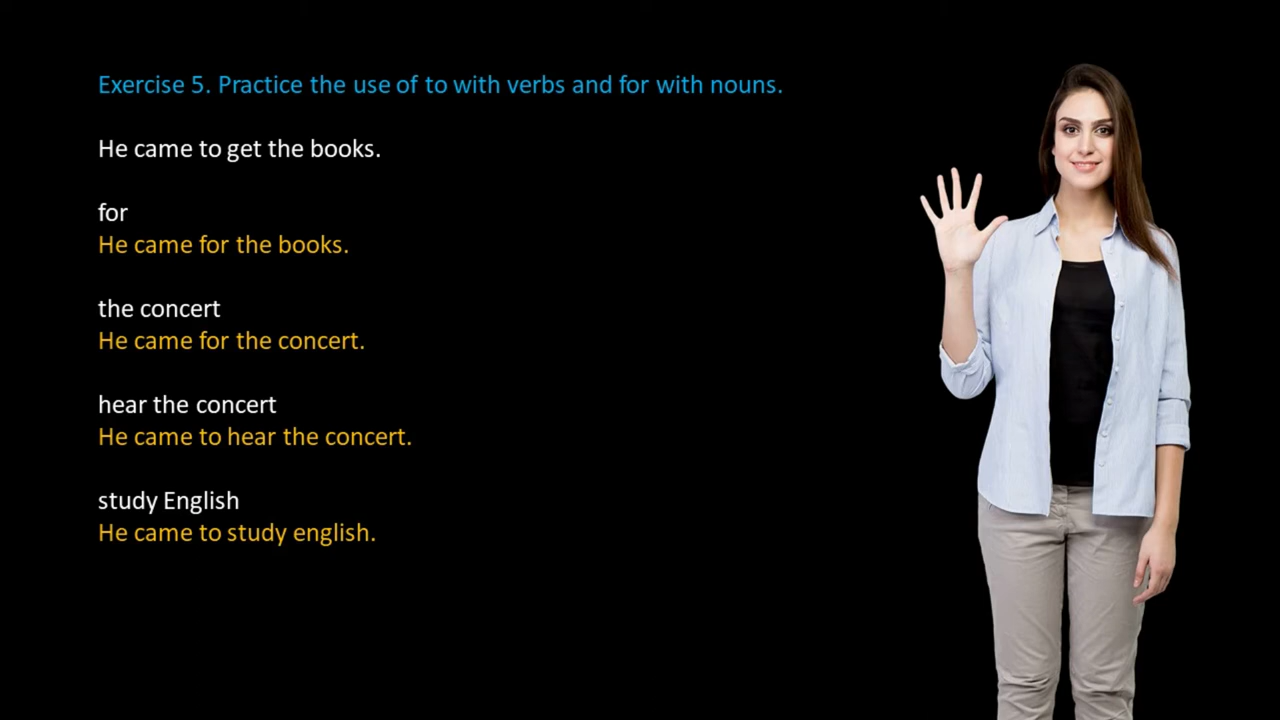 Exercise 5. Practice the use of to with verbs and for with nouns.
He came to get the books.
for
He came for the books.
the concert
He came for the concert.
hear the concert
He came to hear the concert.
study English
He came to study english.